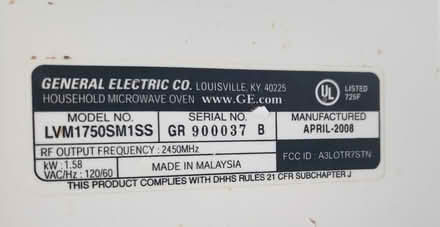 GENERAL ELECTRIC CO. LOUISVILLE, KY 40225
HOUSEHOLD MICROWAVE OVEN www.GE.com
UL LISTED
725F
MODEL NO.
LVM1750SM1SS
SERIAL NO.
GR 900037 B
MANUFACTURED
APRIL-2008
RF OUTPUT FREQUENCY : 2450MHz
kW : 1.58
VAC/Hz : 120/60
MADE IN MALAYSIA
FCC ID : A3LOTR7STN
THIS PRODUCT COMPLIES WITH DHHS RULES 21 CFR SUBCHAPTER J